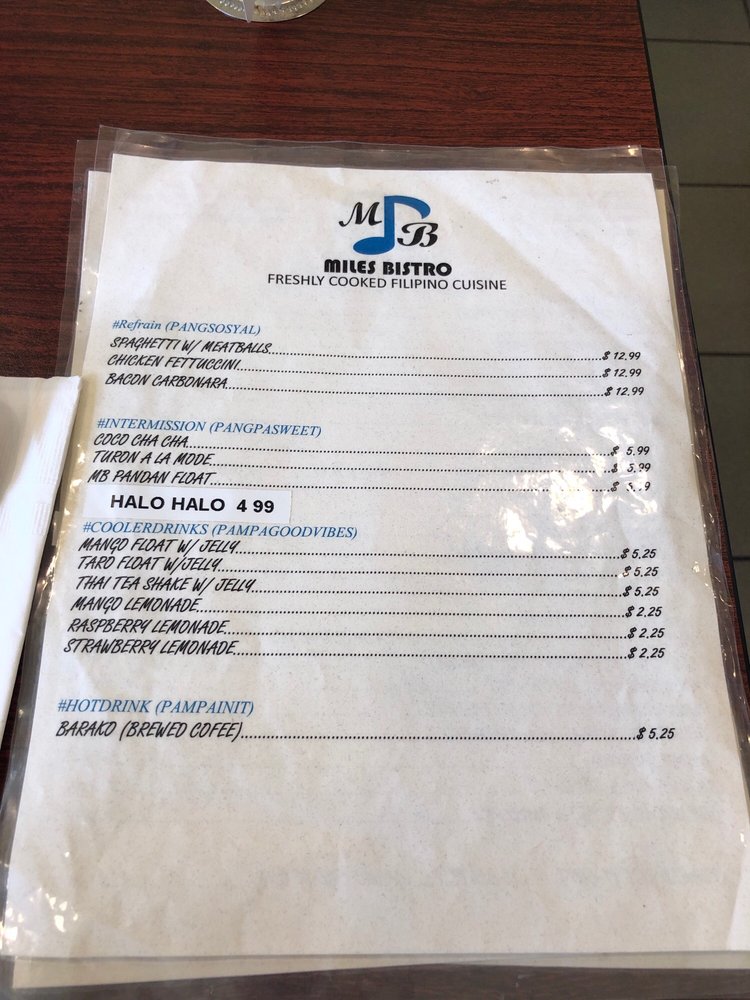 M B
MILES BISTRO
FRESHLY COOKED FILIPINO CUISINE
#Refrain (PANGSOSYAL)
SPAGHETTI W/ MEATBALLS $ 12.99
CHICKEN FETTUCCINI $ 12.99
BACON CARBONARA $ 12.99
#INTERMISSION (PANGPASWEET)
COCO CHA CHA $ 5.99
TURON A LA MODE $ 5.99
MB PANDAN FLOAT $
HALO HALO 4 99
#COOLERDRINKS (PAMPAGOODVIBES)
MANGO FLOAT W/ JELLY $ 5.25
TARO FLOAT W/JELLY $ 5.25
THAI TEA SHAKE W/ JELLY $ 5.25
MANGO LEMONADE $ 2.25
RASPBERRY LEMONADE $ 2.25
STRAWBERRY LEMONADE $ 2.25
#HOTDRINK (PAMPAINIT)
BARAKO (BREWED COFEE) $ 5.25